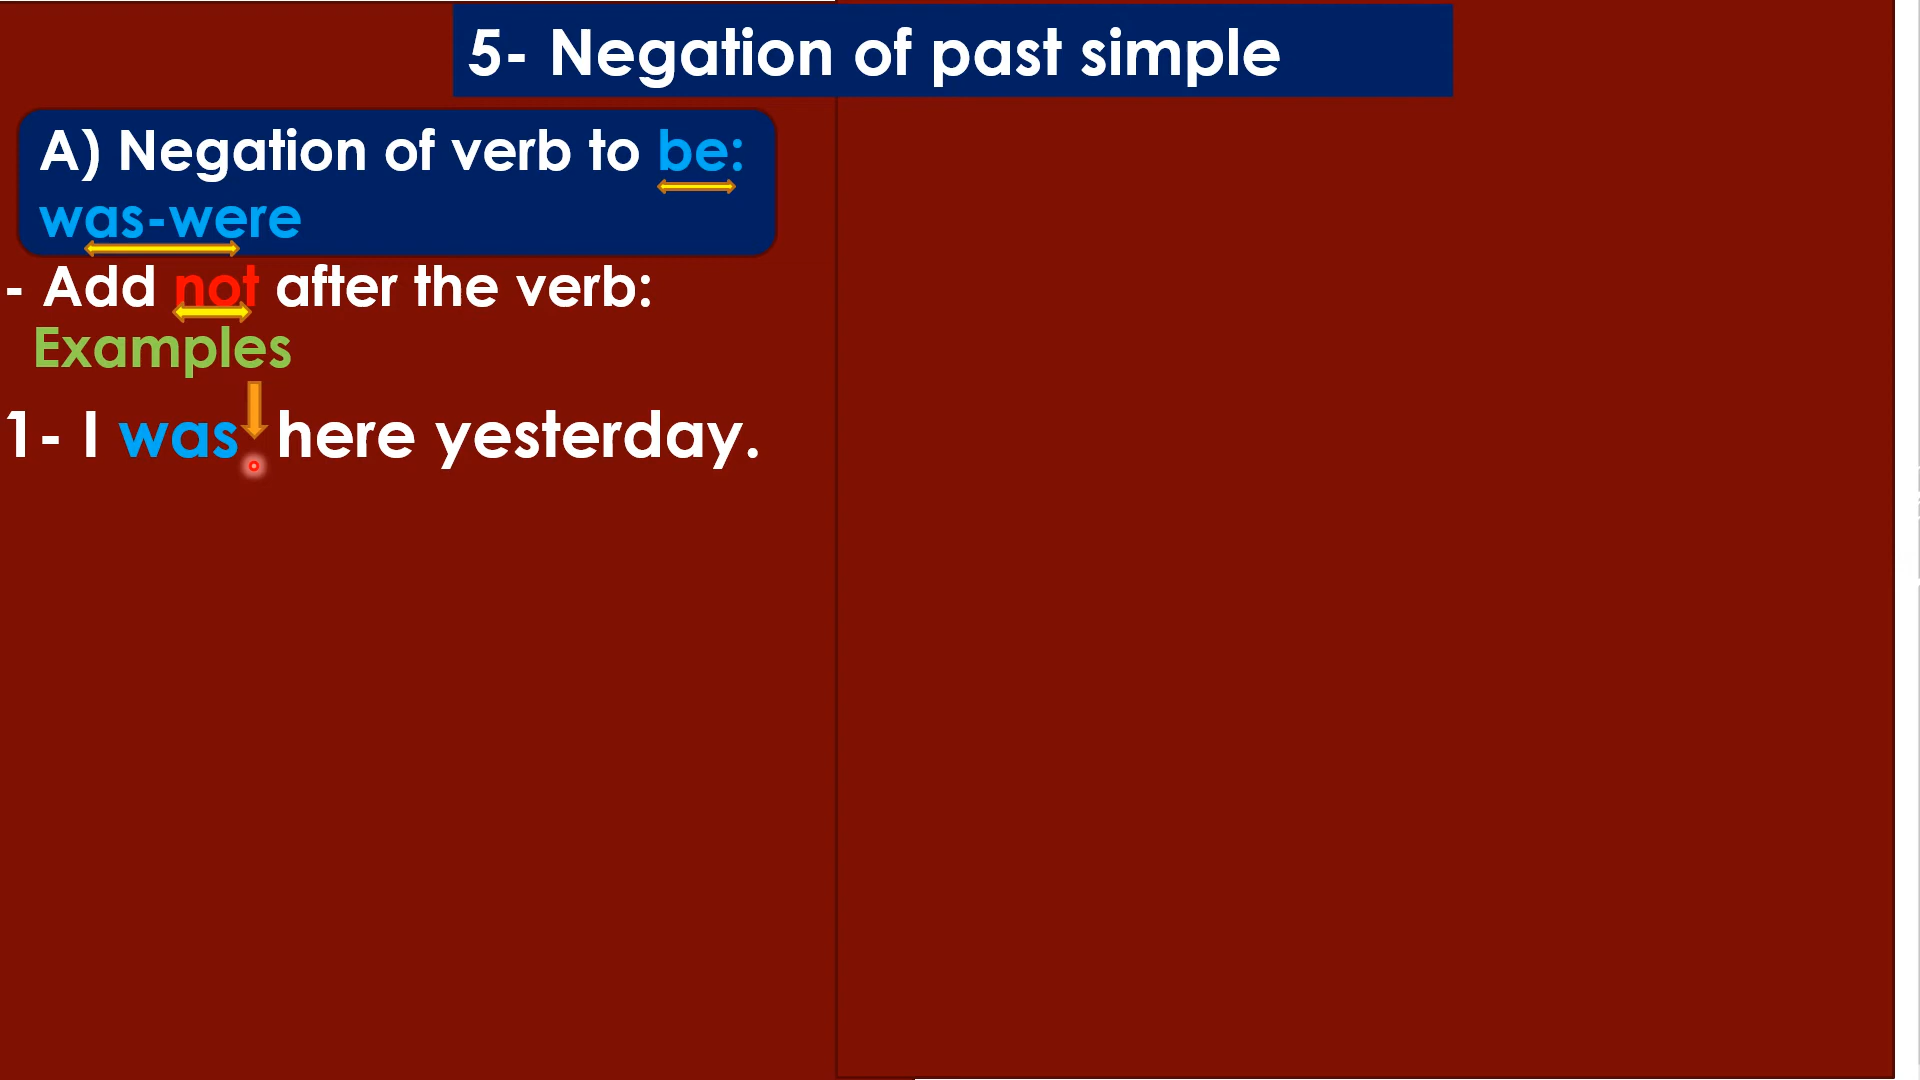 5- Negation of past simple
A) Negation of verb to be:
was-were
- Add not after the verb:
Examples
1- I was here yesterday.